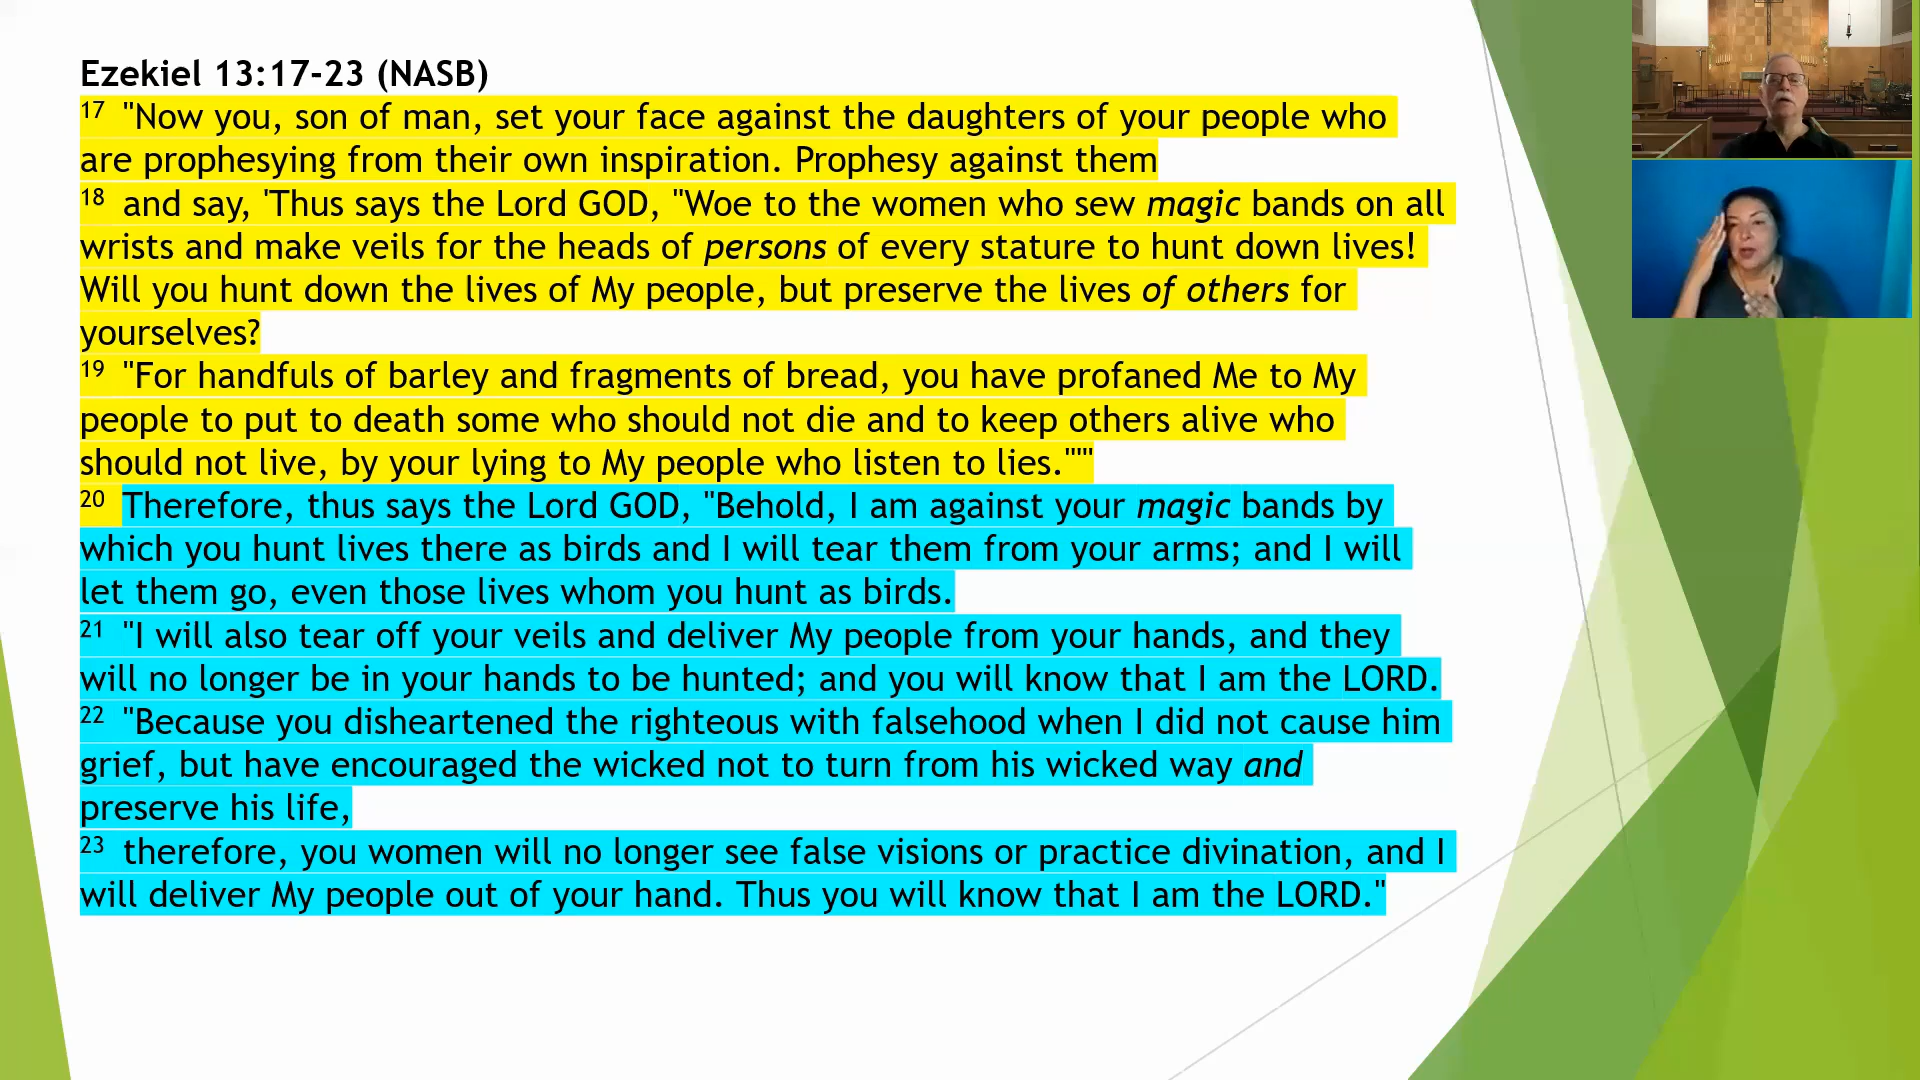 Ezekiel 13:17-23 (NASB)
17 "Now you, son of man, set your face against the daughters of your people who
are prophesying from their own inspiration. Prophesy against them
18 and say, 'Thus says the Lord GOD, "Woe to the women who sew magic bands on all
wrists and make veils for the heads of persons of every stature to hunt down lives!
Will you hunt down the lives of My people, but preserve the lives of others for
yourselves?
19 "For handfuls of barley and fragments of bread, you have profaned Me to My
people to put to death some who should not die and to keep others alive who
should not live, by your lying to My people who listen to lies."'"
20 Therefore, thus says the Lord GOD, "Behold, I am against your magic bands by
which you hunt lives there as birds and I will tear them from your arms; and I will
let them go, even those lives whom you hunt as birds.
21 "I will also tear off your veils and deliver My people from your hands, and they
will no longer be in your hands to be hunted; and you will know that I am the LORD.
22 "Because you disheartened the righteous with falsehood when I did not cause him
grief, but have encouraged the wicked not to turn from his wicked way and
preserve his life,
23 therefore, you women will no longer see false visions or practice divination, and I
will deliver My people out of your hand. Thus you will know that I am the LORD."